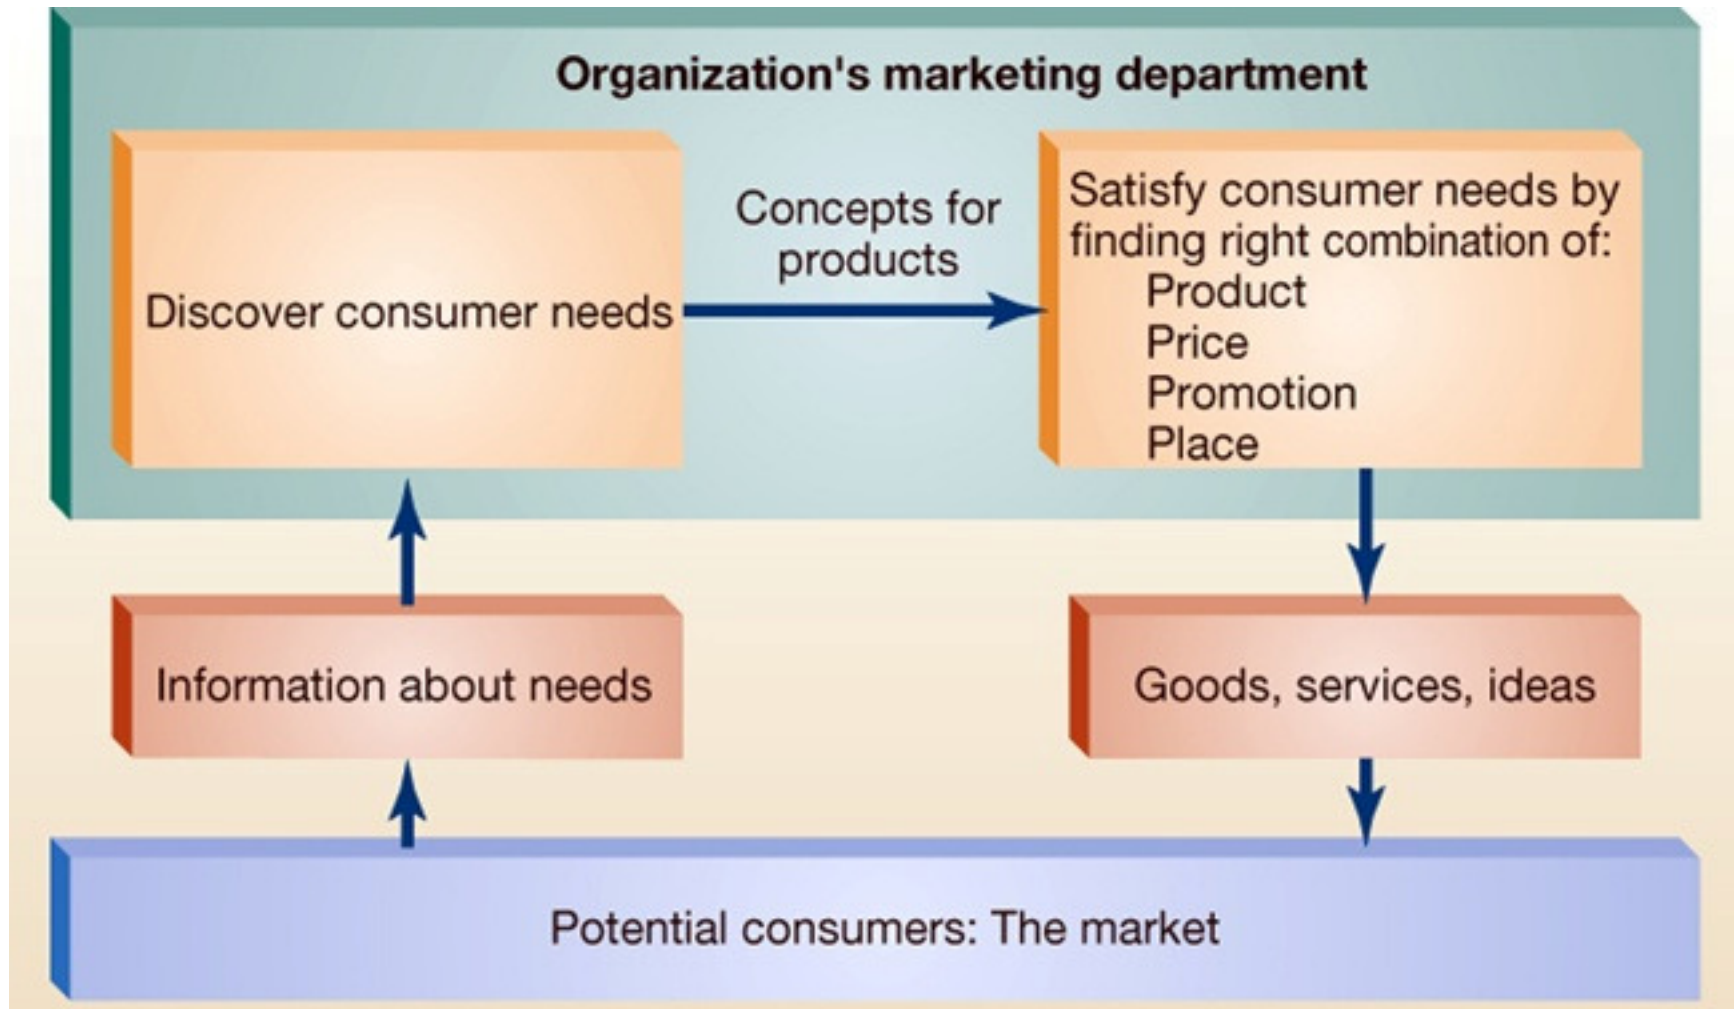 Organization's marketing department
Discover consumer needs
Concepts for
products
Satisfy consumer needs by
finding right combination of:
Product
Price
Promotion
Place
Information about needs
Goods, services, ideas
Potential consumers: The market